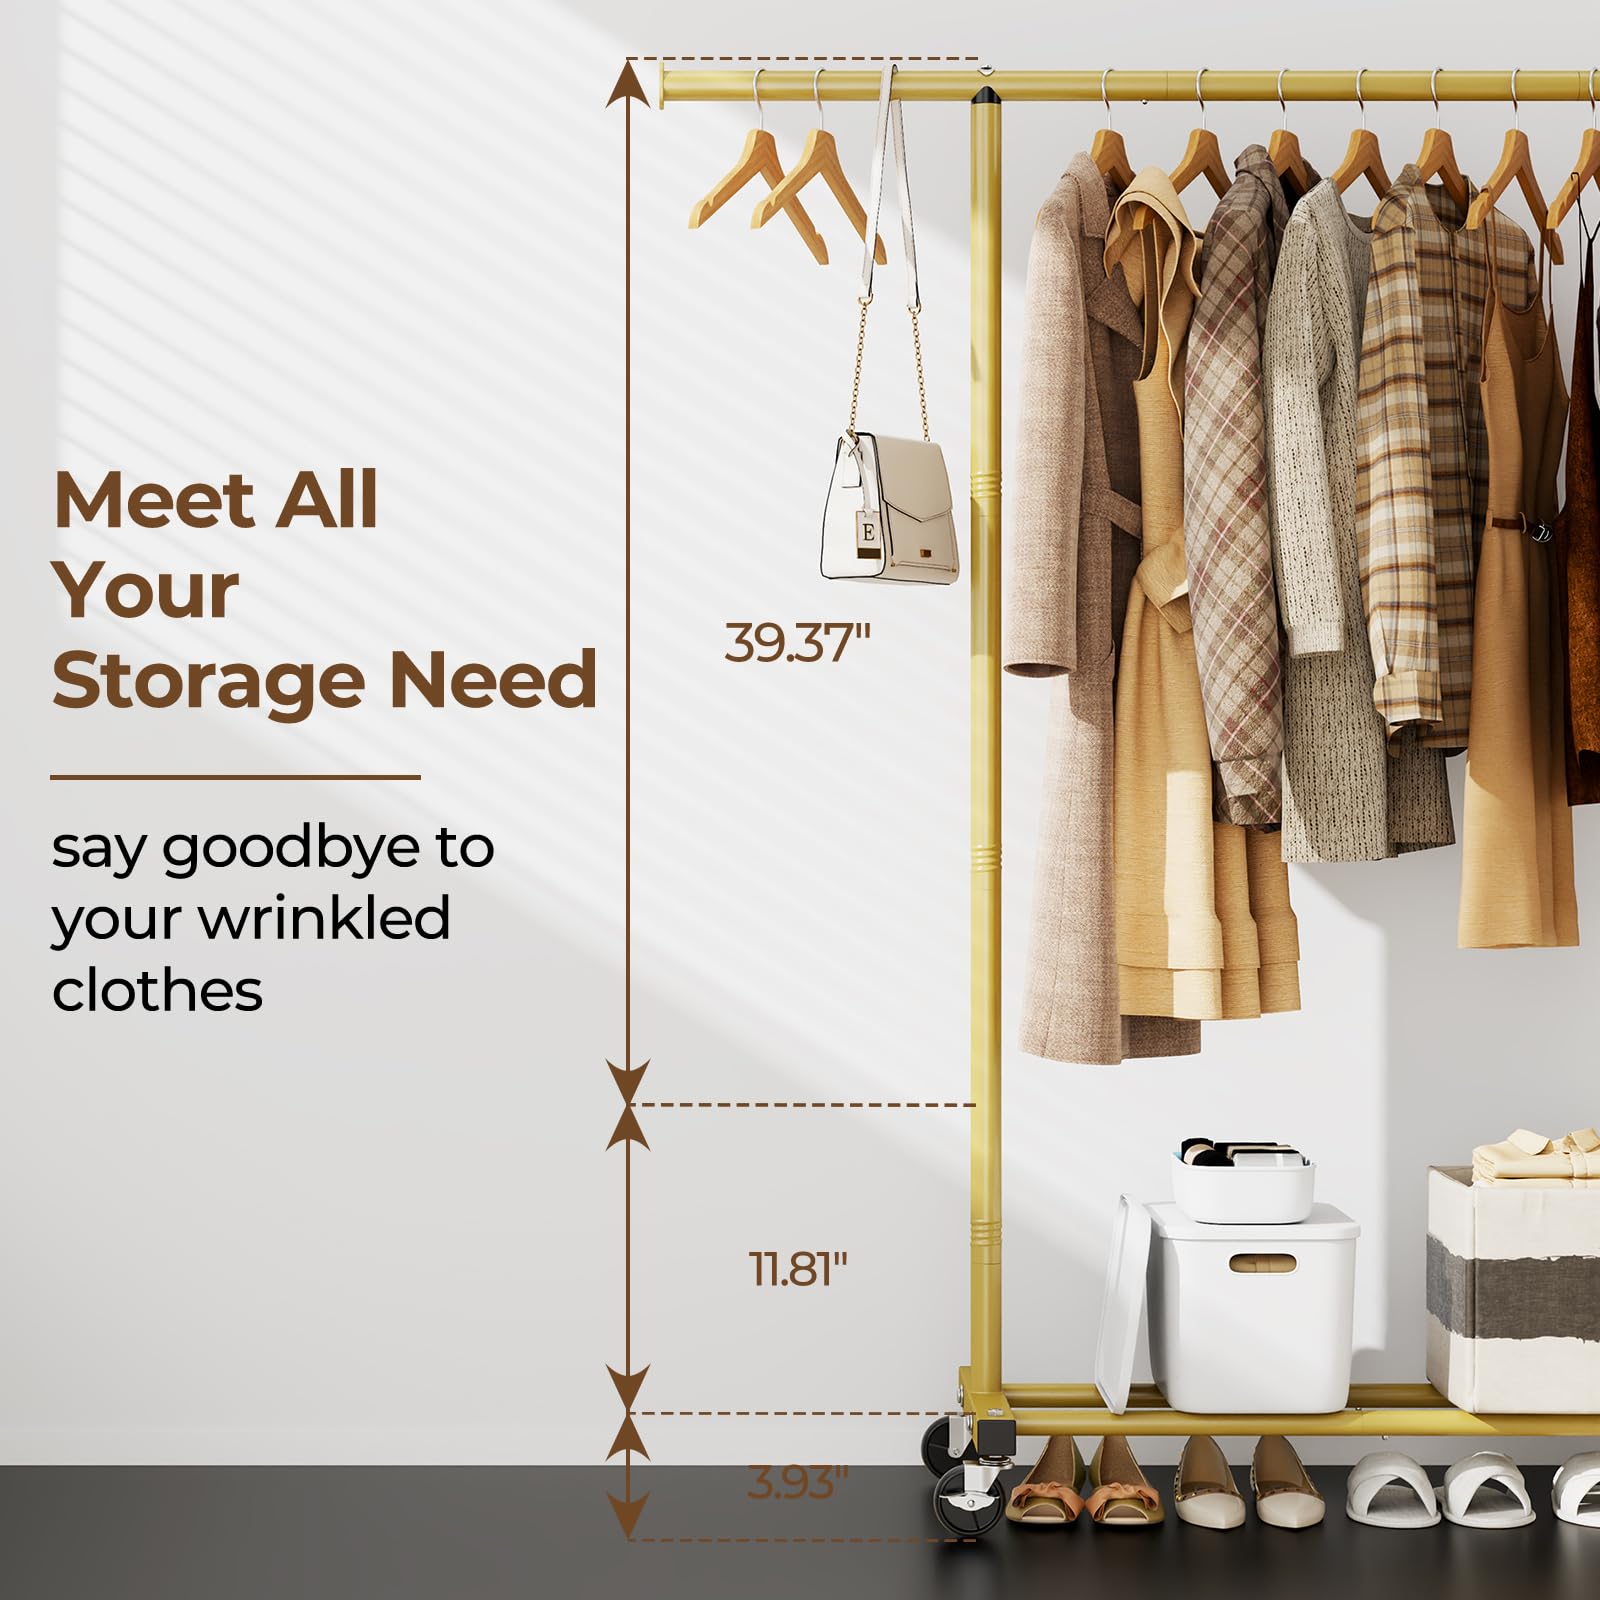 Meet All
Your
Storage Need
say goodbye to
your wrinkled
clothes
39.37"
E
11.81"
3.93"